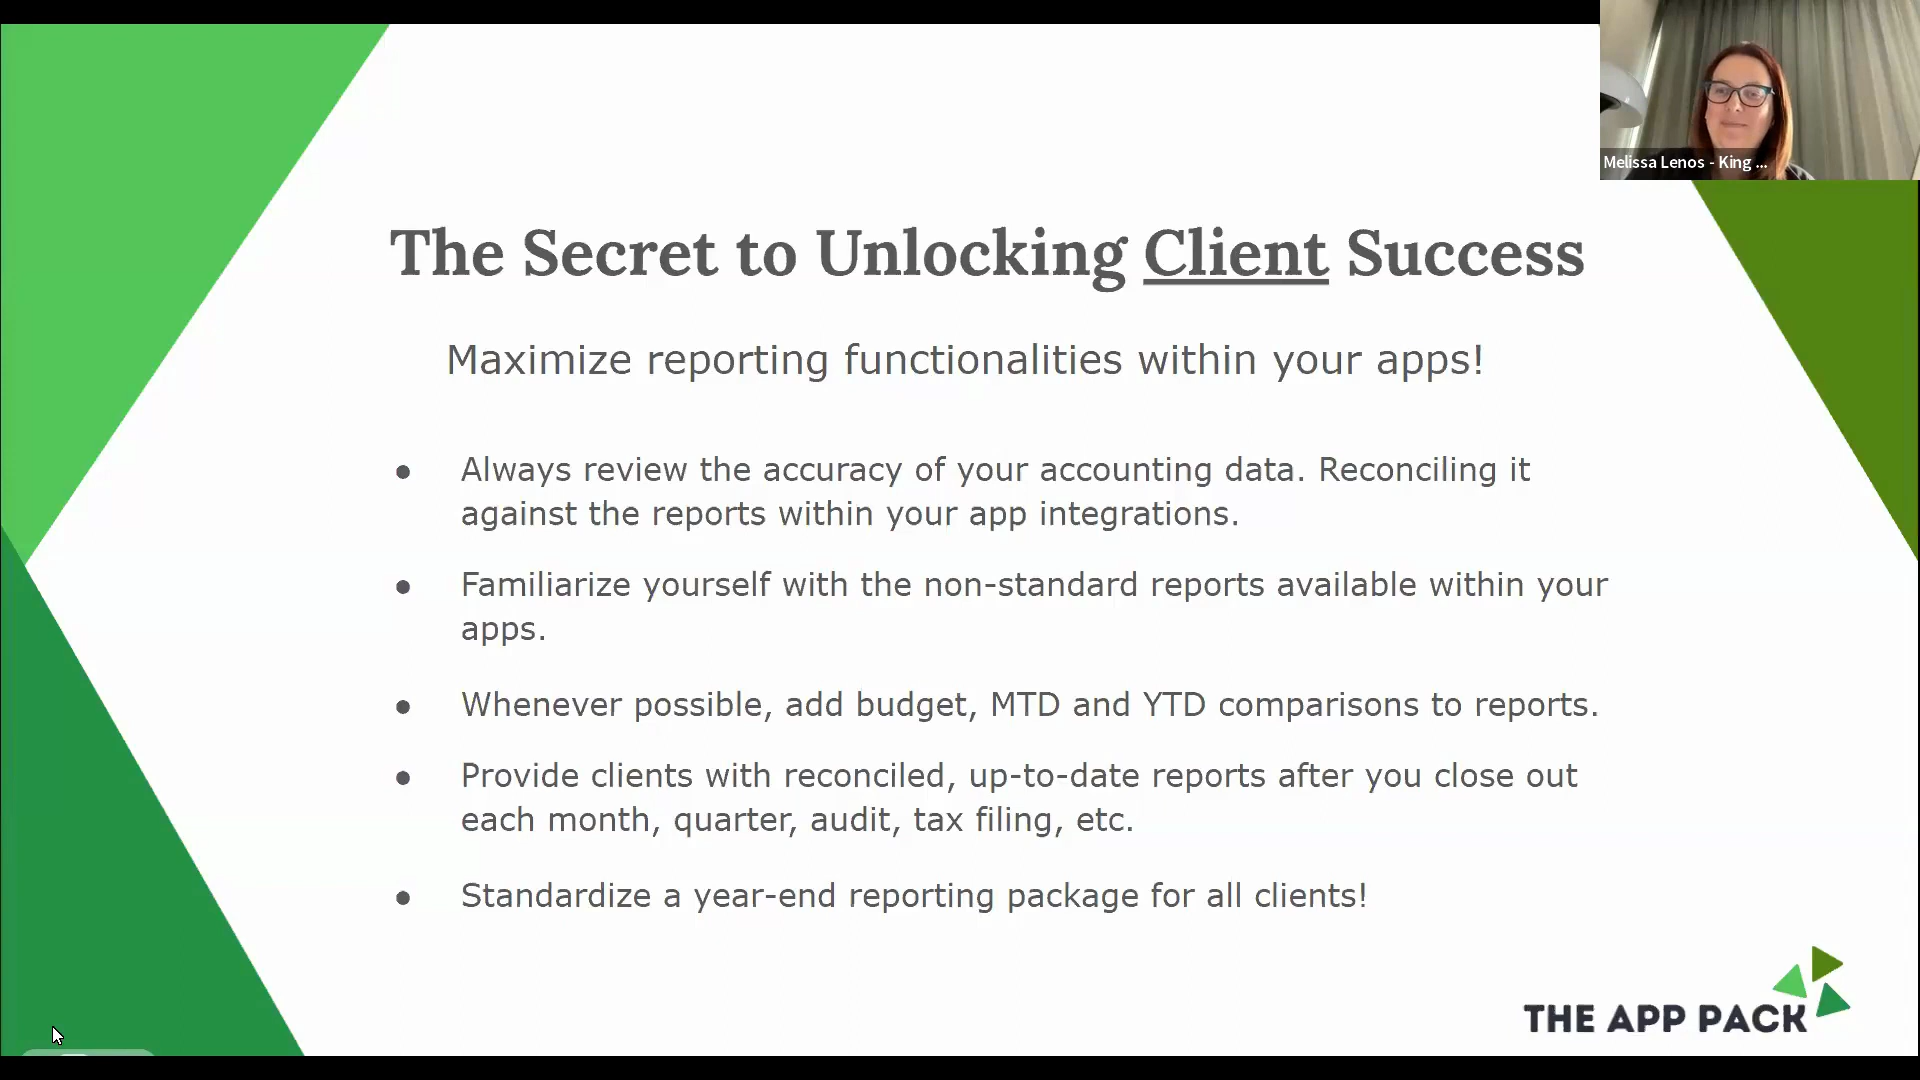 Melissa Lenos - King ...
The Secret to Unlocking Client Success
Maximize reporting functionalities within your apps!
● Always review the accuracy of your accounting data. Reconciling it
against the reports within your app integrations.
● Familiarize yourself with the non-standard reports available within your
apps.
● Whenever possible, add budget, MTD and YTD comparisons to reports.
● Provide clients with reconciled, up-to-date reports after you close out
each month, quarter, audit, tax filing, etc.
● Standardize a year-end reporting package for all clients!
THE APP PACK